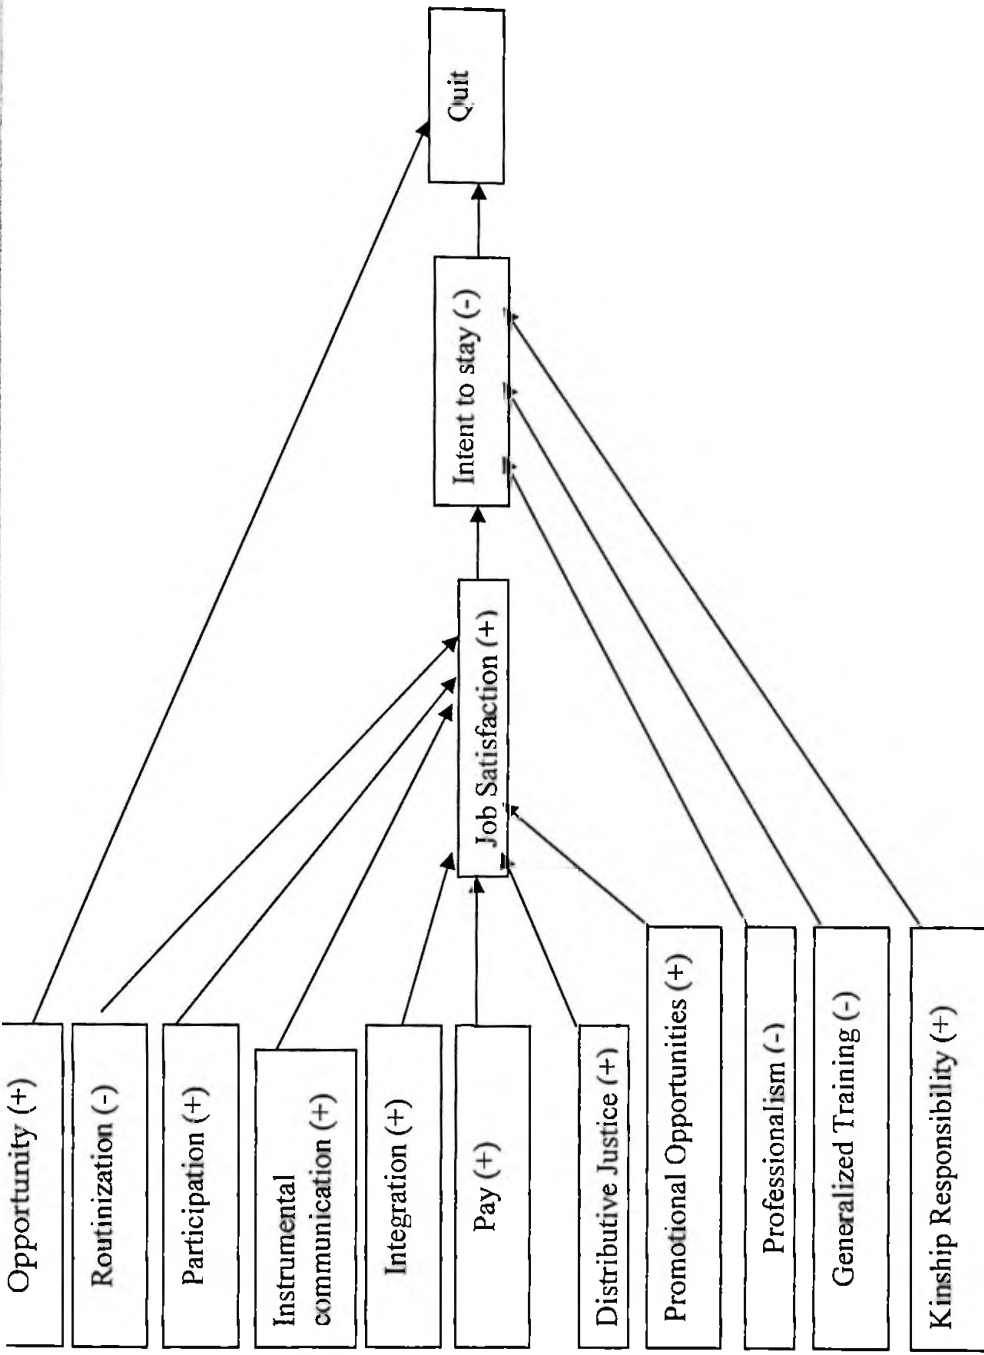 Opportunity (+)
Routinization (-)
Participation (+)
Instrumental
communication (+)
Integration (+)
Pay (+)
Distributive Justice (+)
Promotional Opportunities (+)
Professionalism (-)
Generalized Training (-)
Kinship Responsibility (+)
Job Satisfaction (+)
Intent to stay (-)
Quit